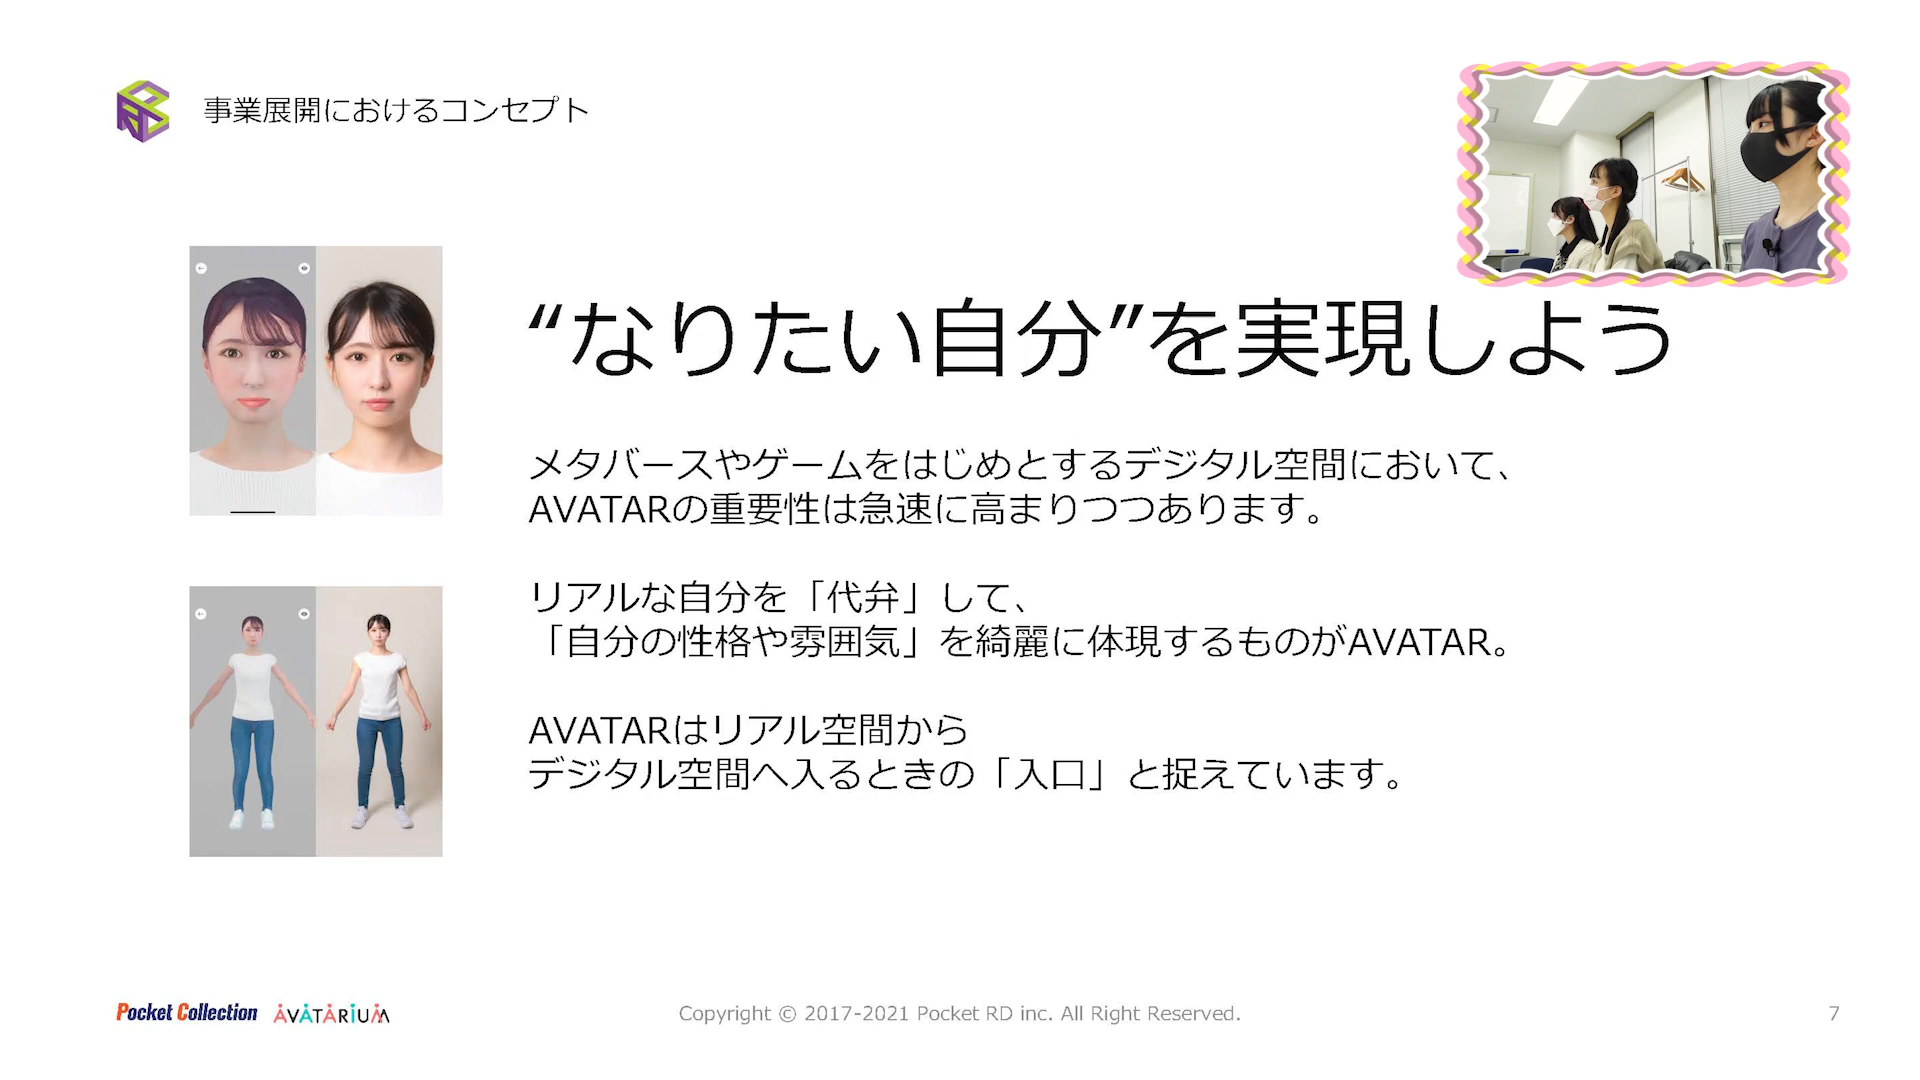 事業展開におけるコンセプト
“なりたい自分”を実現しよう
メタバースやゲームをはじめとするデジタル空間において、
AVATARの重要性は急速に高まりつつあります。
リアルな自分を「代弁」して、
「自分の性格や雰囲気」を綺麗に体現するものがAVATAR。
AVATARはリアル空間から
デジタル空間へ入るときの「入口」と捉えています。
Pocket Collection AVATARIUM
Copyright © 2017-2021 Pocket RD inc. All Right Reserved.
7